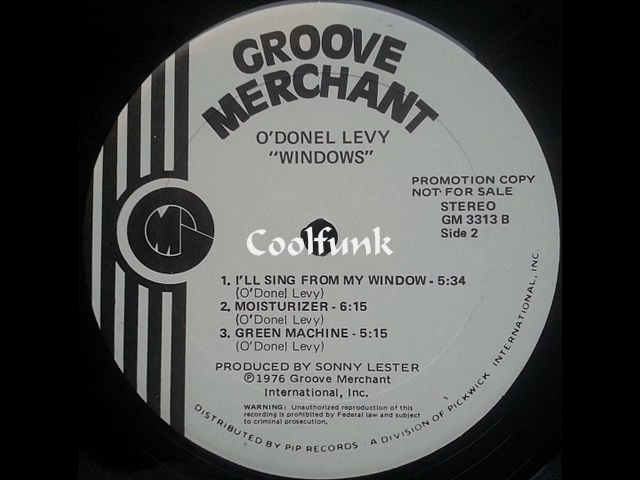 GROOVE
MERCHANT
O'DONEL LEVY
"WINDOWS"
PROMOTION COPY
NOT FOR SALE
STEREO
GM 3313 B
Side 2
GM
Coolfunk
1. I'LL SING FROM MY WINDOW - 5:34
(O'Donel Levy)
2. MOISTURIZER - 6:15
(O'Donel Levy)
3. GREEN MACHINE - 5:15
(O'Donel Levy)
PRODUCED BY SONNY LESTER
Ⓟ1976 Groove Merchant
International, Inc.
WARNING: Unauthorized reproduction of this
recording is prohibited by Federal law and subject
to criminal prosecution.
DISTRIBUTED BY PIP RECORDS - A DIVISION OF PICKWICK INTERNATIONAL, INC.